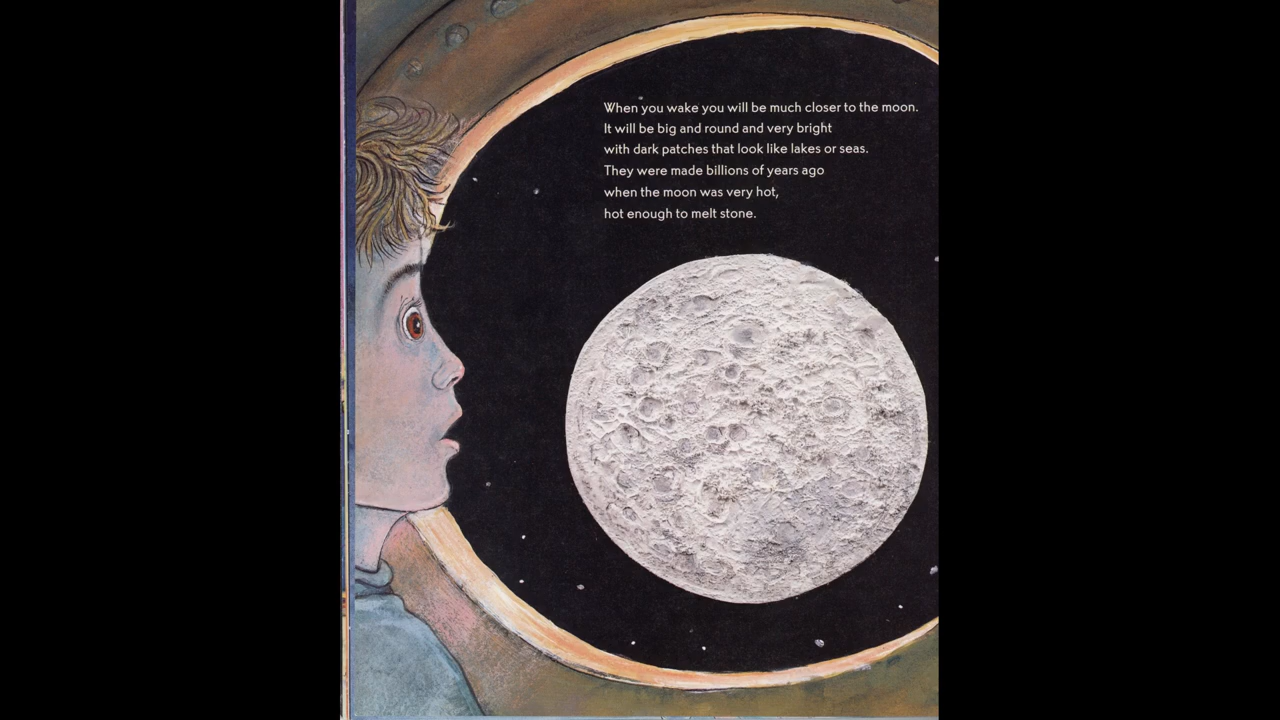 When you wake you will be much closer to the moon.
It will be big and round and very bright
with dark patches that look like lakes or seas.
They were made billions of years ago
when the moon was very hot,
hot enough to melt stone.